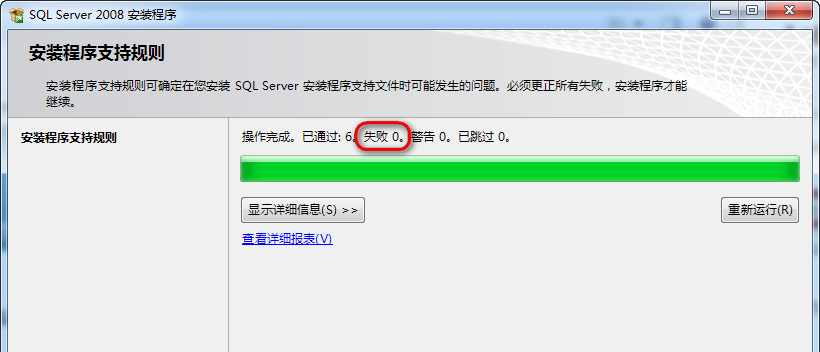 SQL Server 2008 安装程序
安装程序支持规则
安装程序支持规则可确定在您安装 SQL Server 安装程序支持文件时可能发生的问题。必须更正所有失败，安装程序才能
继续。
安装程序支持规则
操作完成。已通过: 6。失败 0。警告 0。已跳过 0。
显示详细信息(S) >>
重新运行(R)
查看详细报表(V)